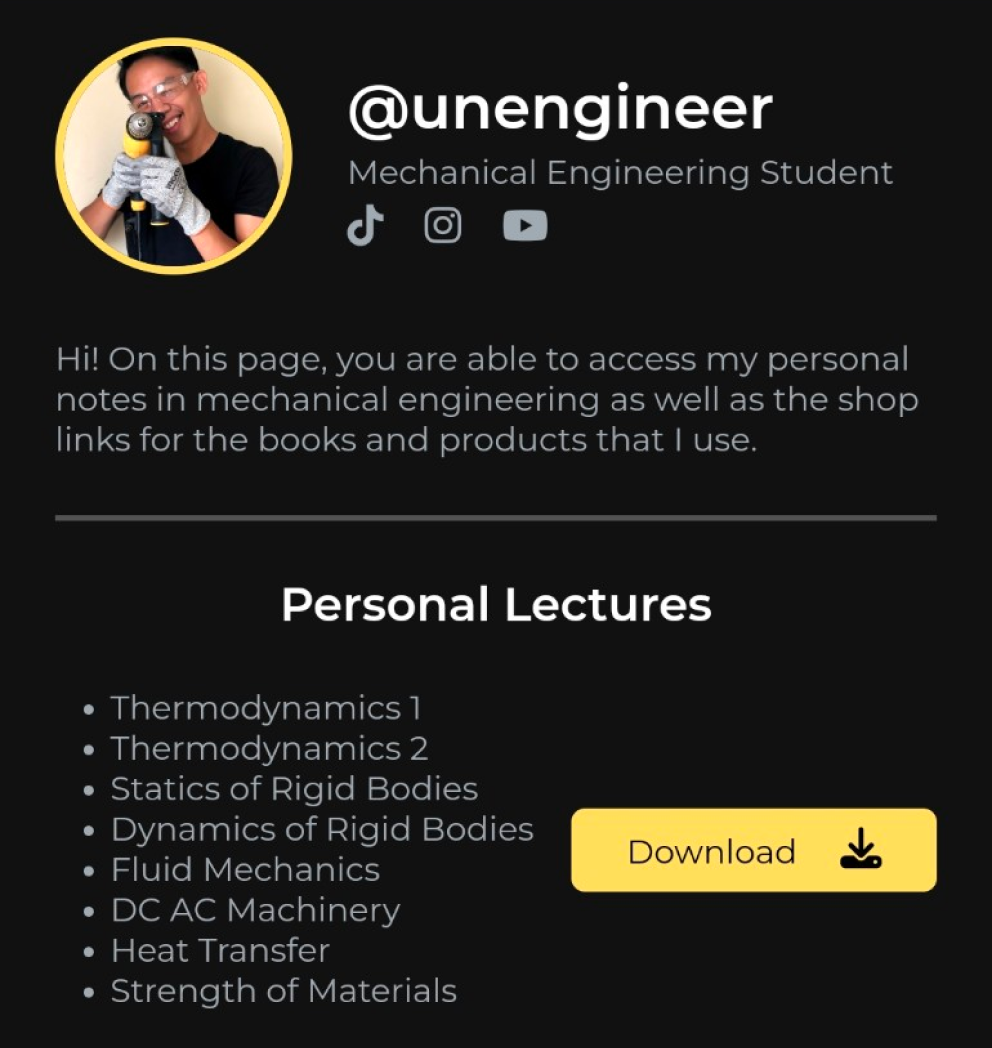 @unengineer
Mechanical Engineering Student
Hi! On this page, you are able to access my personal
notes in mechanical engineering as well as the shop
links for the books and products that I use.
Personal Lectures
• Thermodynamics 1
• Thermodynamics 2
• Statics of Rigid Bodies
• Dynamics of Rigid Bodies
• Fluid Mechanics
• DC AC Machinery
• Heat Transfer
• Strength of Materials
Download